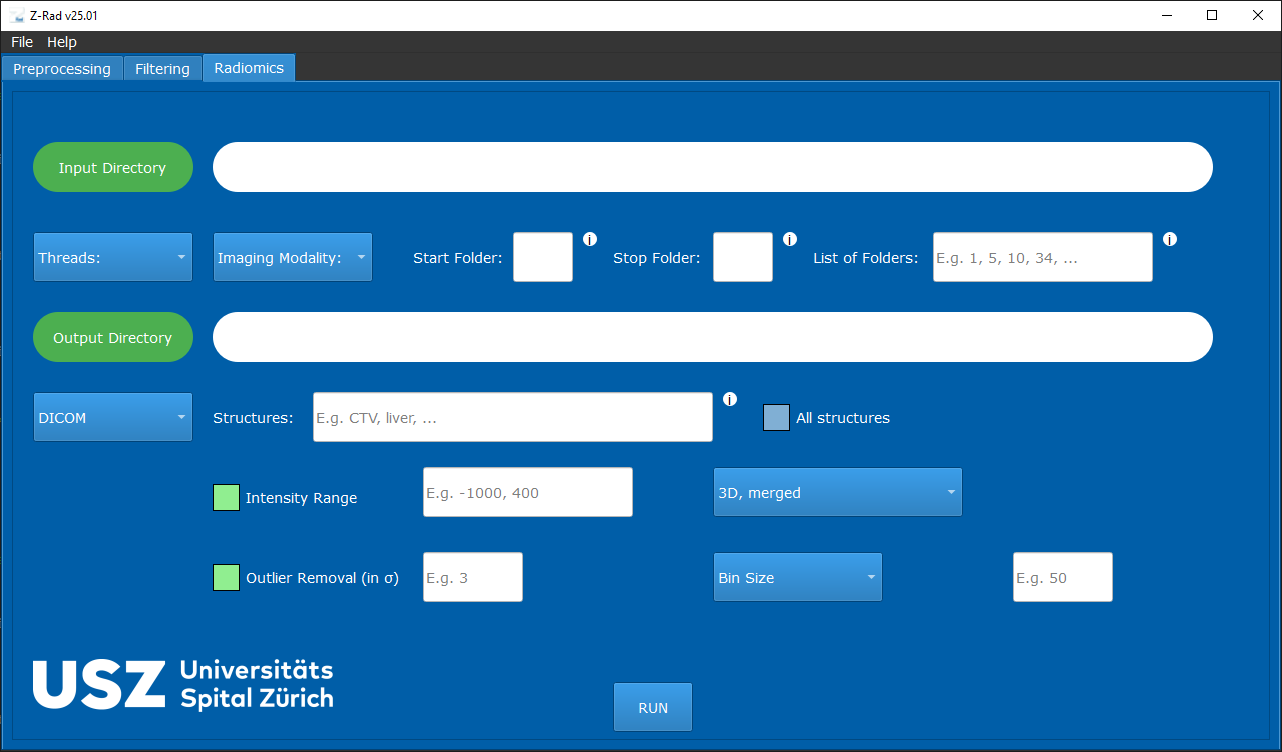 Z-Rad v25.01
File Help
Preprocessing Filtering Radiomics
Input Directory
Threads: Imaging Modality: Start Folder: i Stop Folder: i List of Folders: E.g. 1, 5, 10, 34, ... i
Output Directory
DICOM Structures: E.g. CTV, liver, ... i All structures
Intensity Range E.g. -1000, 400 3D, merged
Outlier Removal (in σ) E.g. 3 Bin Size E.g. 50
USZ Universitäts
Spital Zürich
RUN